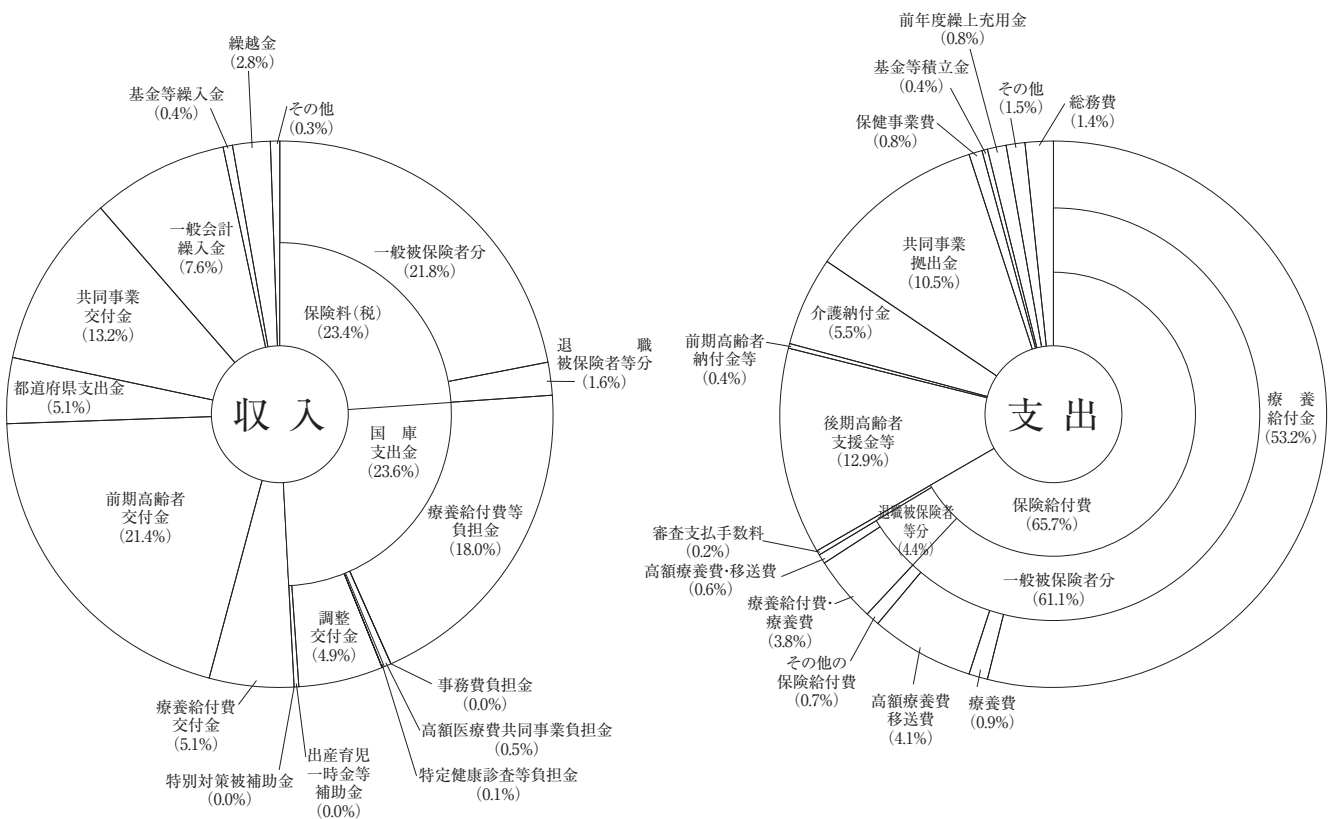 繰越金
(2.8%)
基金等繰入金
(0.4%)
その他
(0.3%)
一般会計
繰入金
(7.6%)
共同事業
交付金
(13.2%)
都道府県支出金
(5.1%)
前期高齢者
交付金
(21.4%)
療養給付費
交付金
(5.1%)
特別対策被補助金
(0.0%)
出産育児
一時金等
補助金
(0.0%)
収入
保険料(税)
(23.4%)
一般被保険者分
(21.8%)
退職
被保険者等分
(1.6%)
国庫
支出金
(23.6%)
療養給付費等
負担金
(18.0%)
調整
交付金
(4.9%)
事務費負担金
(0.0%)
高額医療費共同事業負担金
(0.5%)
特定健康診査等負担金
(0.1%)
前年度繰上充用金
(0.8%)
基金等積立金
(0.4%)
その他
(1.5%)
総務費
(1.4%)
保健事業費
(0.8%)
共同事業
拠出金
(10.5%)
介護納付金
(5.5%)
前期高齢者
納付金等
(0.4%)
後期高齢者
支援金等
(12.9%)
支出
保険給付費
(65.7%)
療養
給付金
(53.2%)
一般被保険者分
(61.1%)
退職被保険者
等分
(4.4%)
審査支払手数料
(0.2%)
高額療養費・移送費
(0.6%)
療養給付費・
療養費
(3.8%)
その他の
保険給付費
(0.7%)
高額療養費
移送費
(4.1%)
療養費
(0.9%)